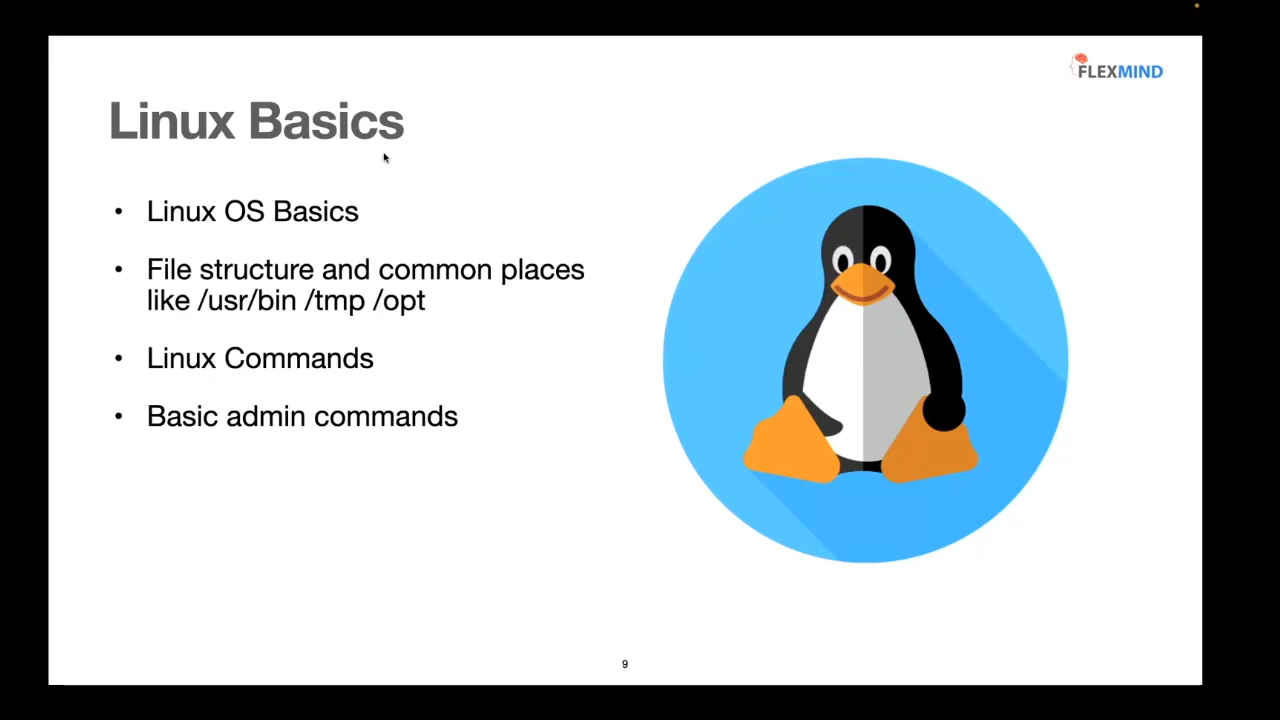 FLEXMIND
Linux Basics
• Linux OS Basics
• File structure and common places
like /usr/bin /tmp /opt
• Linux Commands
• Basic admin commands
9